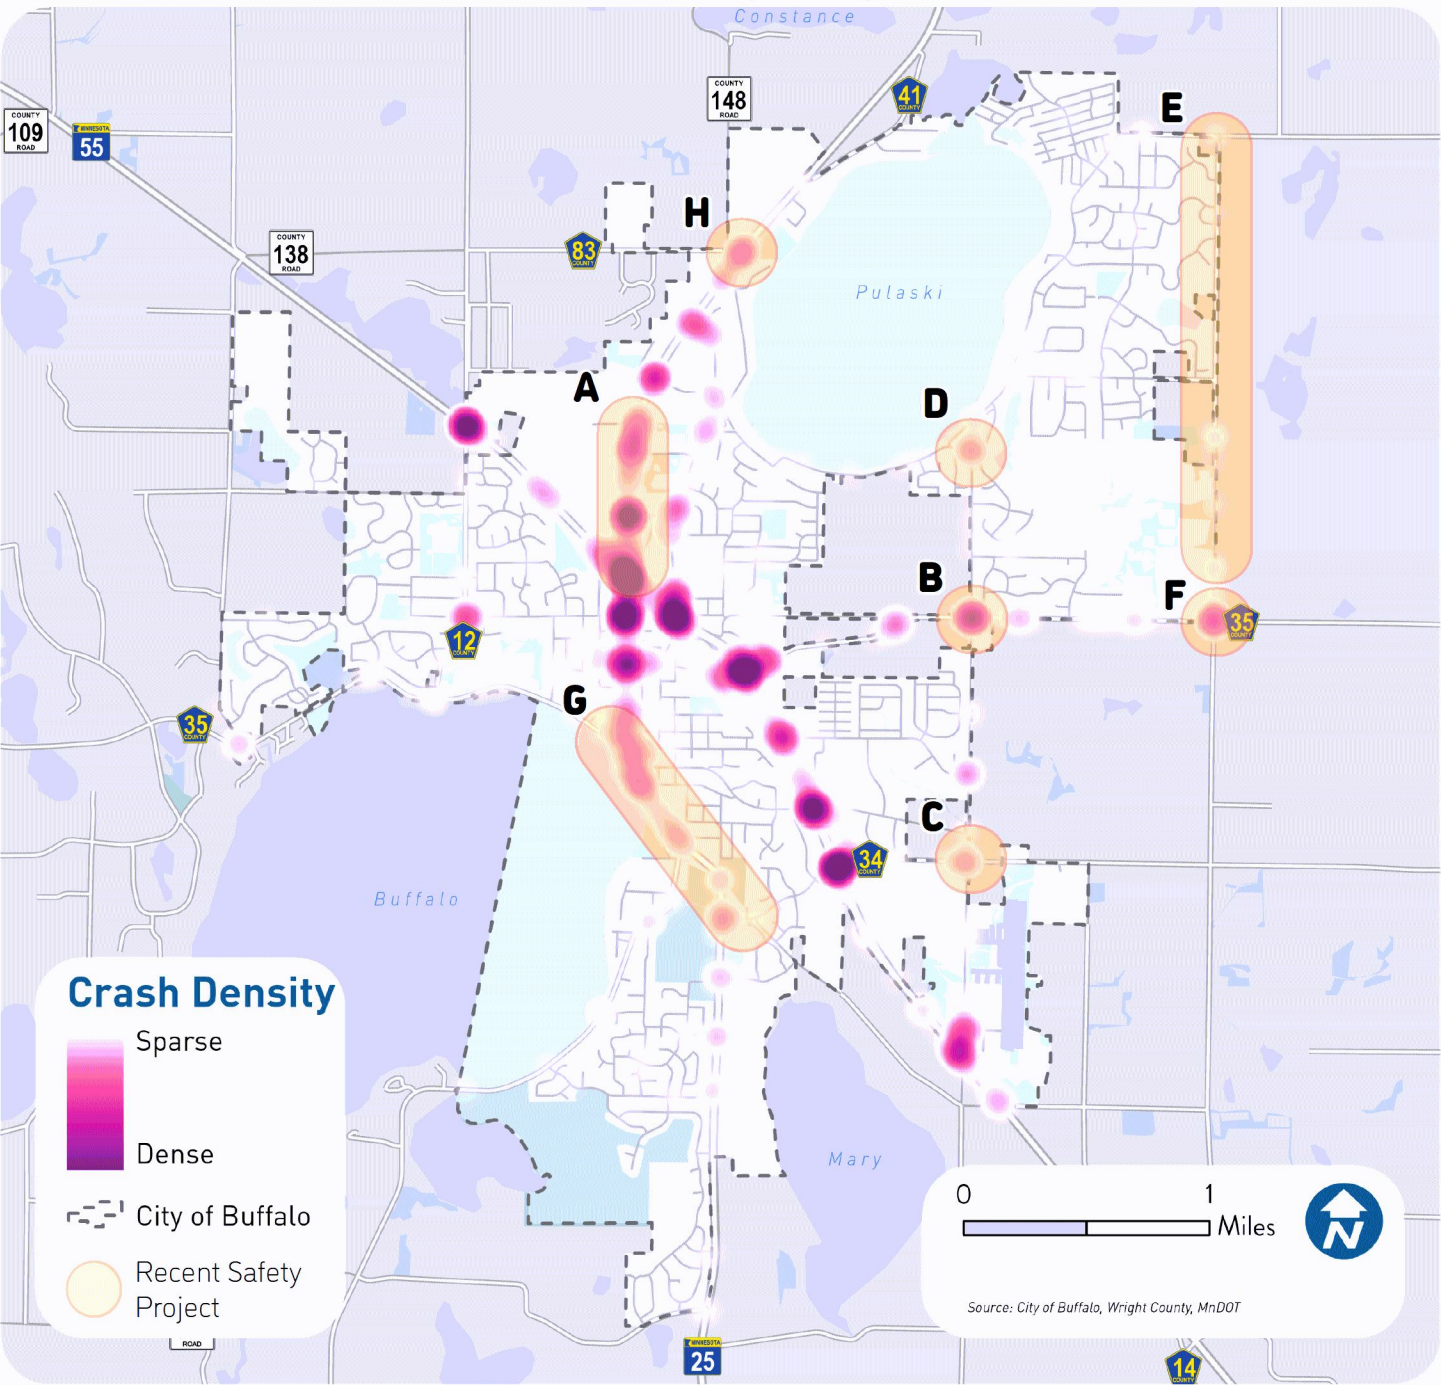 Constance
COUNTY
148
ROAD
41
COUNTY
COUNTY
109
ROAD
MINNESOTA
55
E
H
COUNTY
138
ROAD
83
COUNTY
Pulaski
A
D
B
F
35
COUNTY
12
COUNTY
G
35
COUNTY
C
34
COUNTY
Buffalo
Mary
Crash Density
Sparse
Dense
City of Buffalo
Recent Safety
Project
ROAD
0 1
Miles
N
Source: City of Buffalo, Wright County, MnDOT
MINNESOTA
25
14
COUNTY